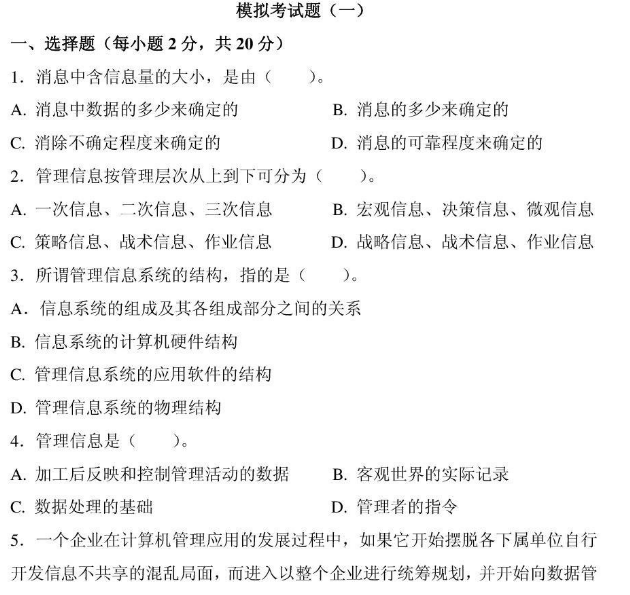 模拟考试题（一）
一、选择题（每小题 2 分，共 20 分）
1．消息中含信息量的大小，是由（　　）。
A. 消息中数据的多少来确定的　　B. 消息的多少来确定的
C. 消除不确定程度来确定的　　D. 消息的可靠程度来确定的
2．管理信息按管理层次从上到下可分为（　　）。
A. 一次信息、二次信息、三次信息　　B. 宏观信息、决策信息、微观信息
C. 策略信息、战术信息、作业信息　　D. 战略信息、战术信息、作业信息
3．所谓管理信息系统的结构，指的是（　　）。
A．信息系统的组成及其各组成部分之间的关系
B. 信息系统的计算机硬件结构
C. 管理信息系统的应用软件的结构
D. 管理信息系统的物理结构
4．管理信息是（　　）。
A. 加工后反映和控制管理活动的数据　　B. 客观世界的实际记录
C. 数据处理的基础　　D. 管理者的指令
5．一个企业在计算机管理应用的发展过程中，如果它开始摆脱各下属单位自行
开发信息不共享的混乱局面，而进入以整个企业进行统筹规划，并开始向数据管